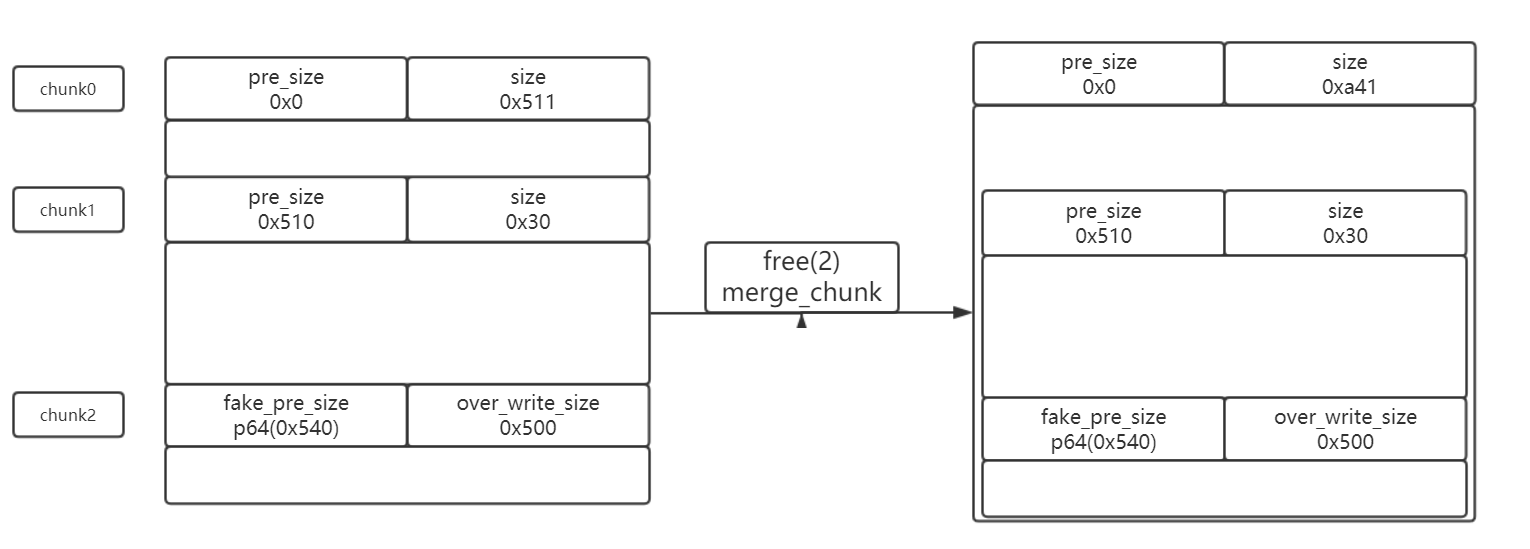 chunk0
pre_size
0x0
size
0x511
chunk1
pre_size
0x510
size
0x30
chunk2
fake_pre_size
p64(0x540)
over_write_size
0x500
free(2)
merge_chunk
pre_size
0x0
size
0xa41
pre_size
0x510
size
0x30
fake_pre_size
p64(0x540)
over_write_size
0x500